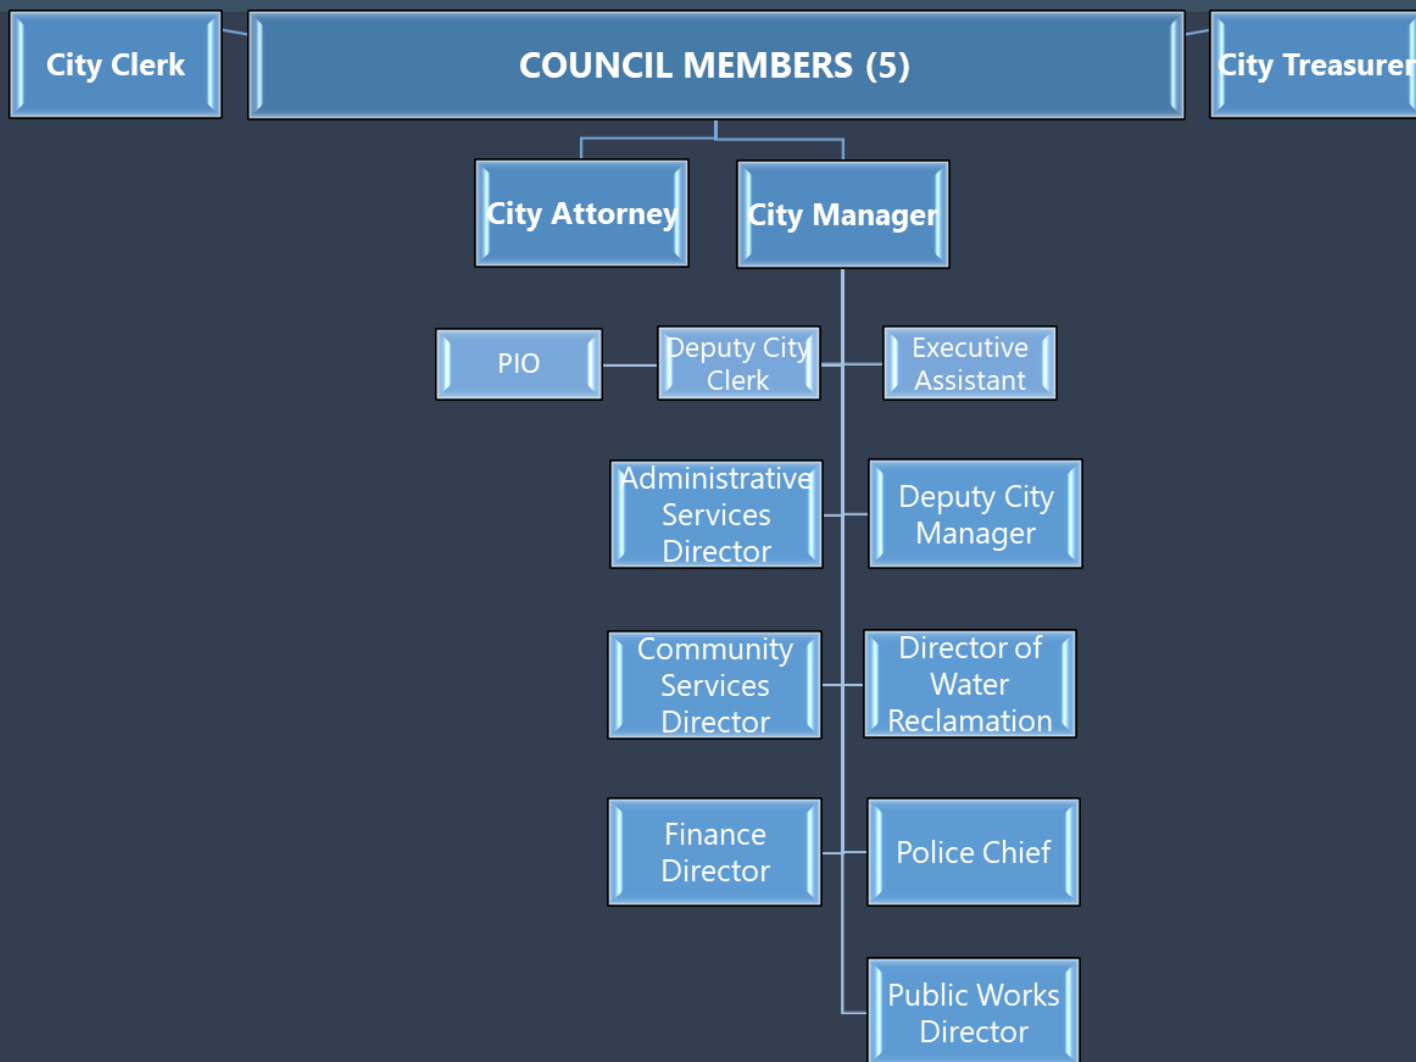 City Clerk
COUNCIL MEMBERS (5)
City Treasurer
City Attorney
City Manager
PIO
Deputy City
Clerk
Executive
Assistant
Administrative
Services
Director
Deputy City
Manager
Community
Services
Director
Director of
Water
Reclamation
Finance
Director
Police Chief
Public Works
Director